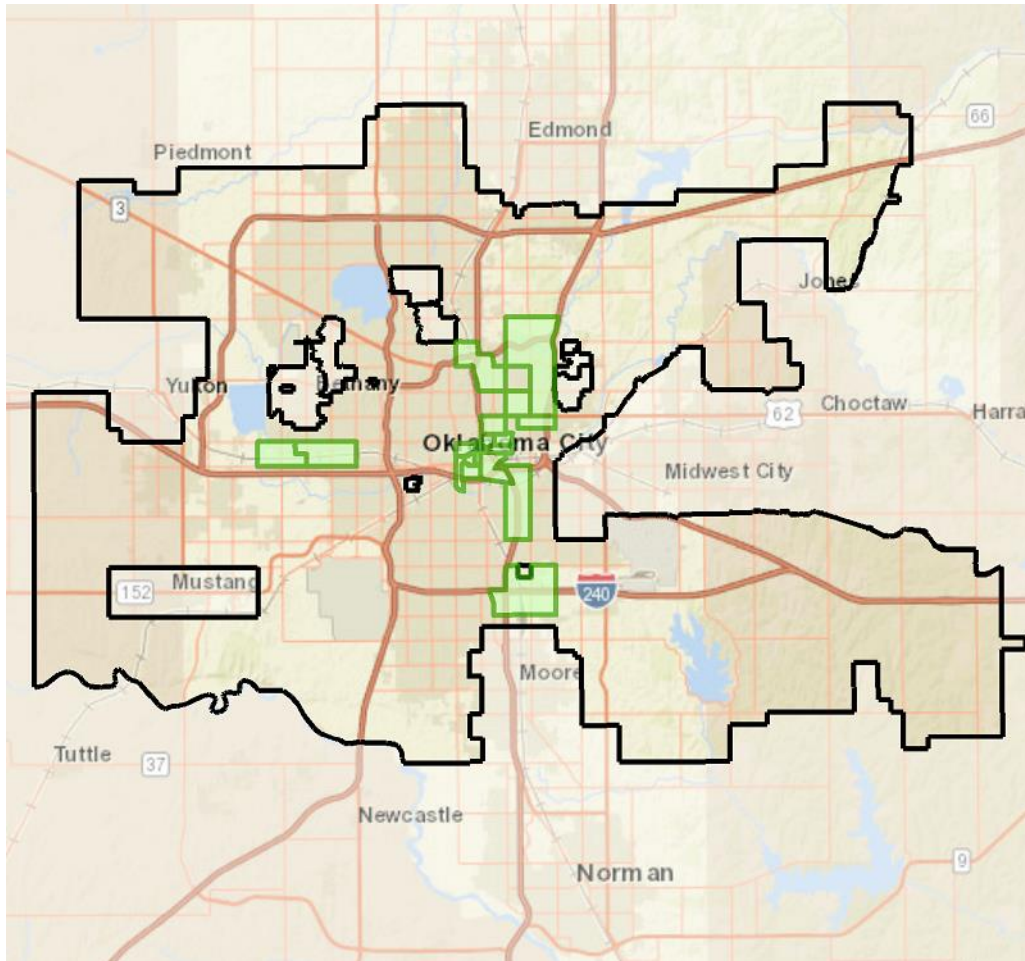 66
Edmond
Piedmont
3
Jones
Yukon
Bethany
Choctaw
62
Harra
Oklahoma City
Midwest City
Mustang
152
240
Moore
Tuttle
37
Newcastle
9
Norman